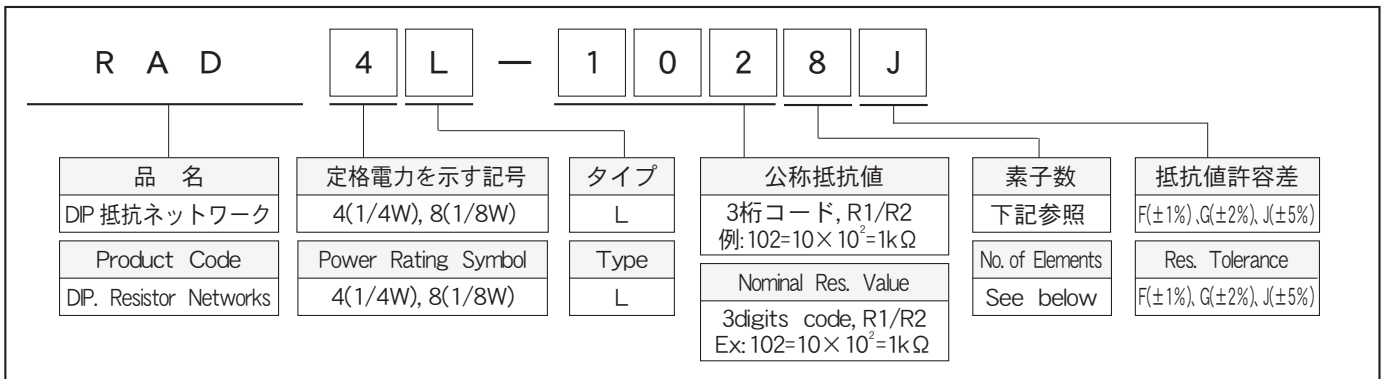 RAD 4L — 1028J
品名
DIP 抵抗ネットワーク
Product Code
DIP. Resistor Networks
定格電力を示す記号
4(1/4W), 8(1/8W)
Power Rating Symbol
4(1/4W), 8(1/8W)
タイプ
L
Type
L
公称抵抗値
3桁コード, R1/R2
例:102=10×10²=1kΩ
Nominal Res. Value
3digits code, R1/R2
Ex:102=10×10²=1kΩ
素子数
下記参照
No. of Elements
See below
抵抗値許容差
F(±1%)、G(±2%)、J(±5%)
Res. Tolerance
F(±1%)、G(±2%)、J(±5%)